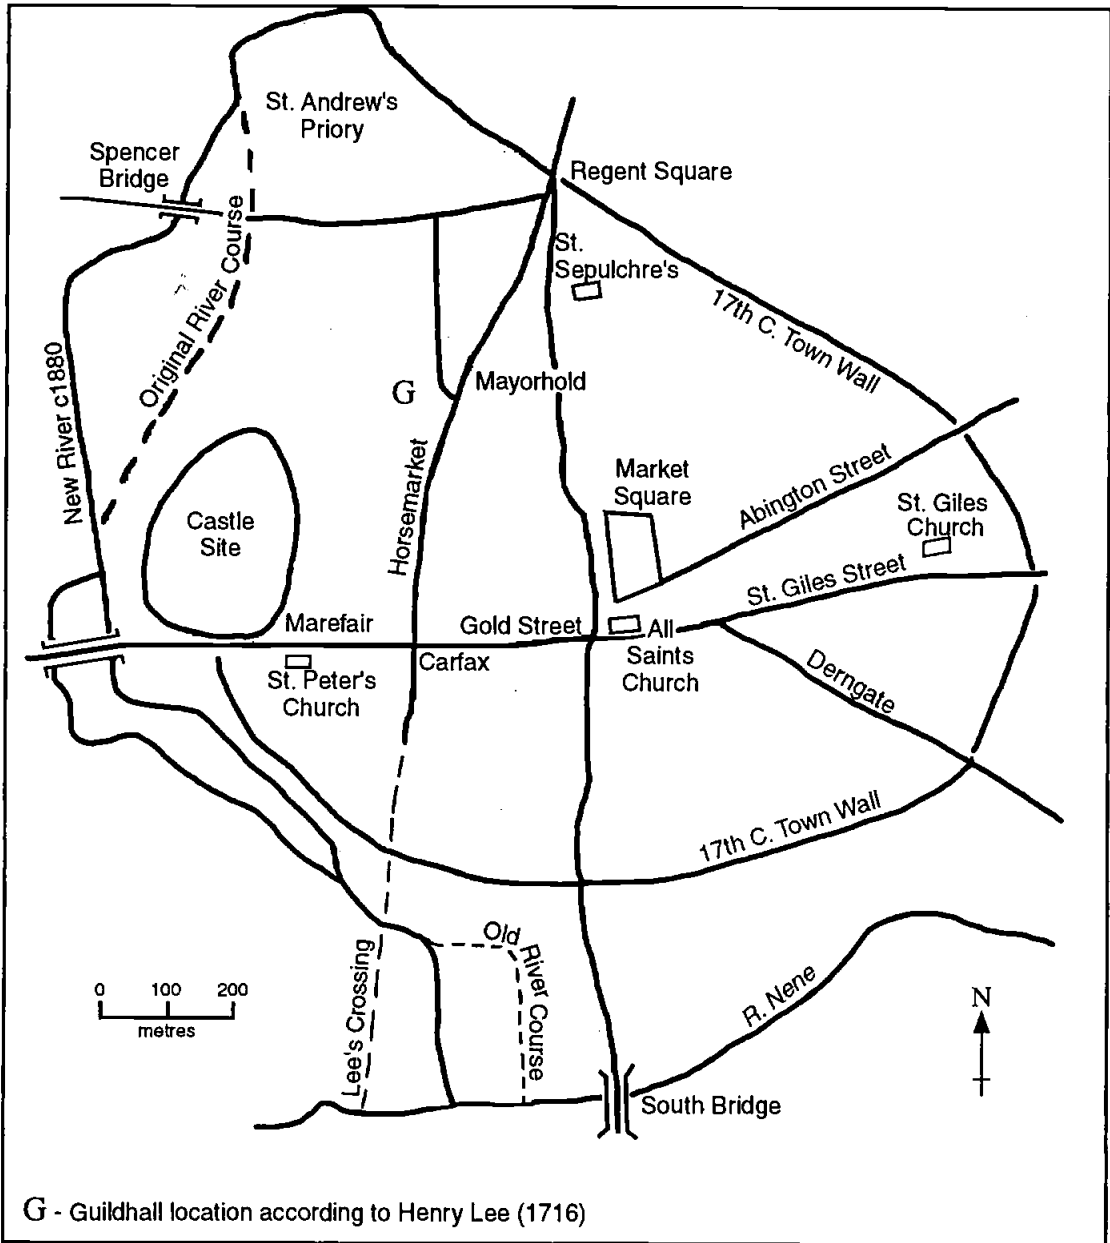 St. Andrew's
Priory
Spencer
Bridge
Regent Square
Original River Course
St.
Sepulchre's
17th C. Town Wall
New River c1880
G
Mayorhold
Horsemarket
Market
Square
Abington Street
St. Giles
Church
Castle
Site
St. Giles Street
Marefair
Gold Street
All
Saints
Church
Carfax
St. Peter's
Church
Derngate
17th C. Town Wall
Old
River
Course
Lee's Crossing
R. Nene
0 100 200
metres
N
South Bridge
G - Guildhall location according to Henry Lee (1716)